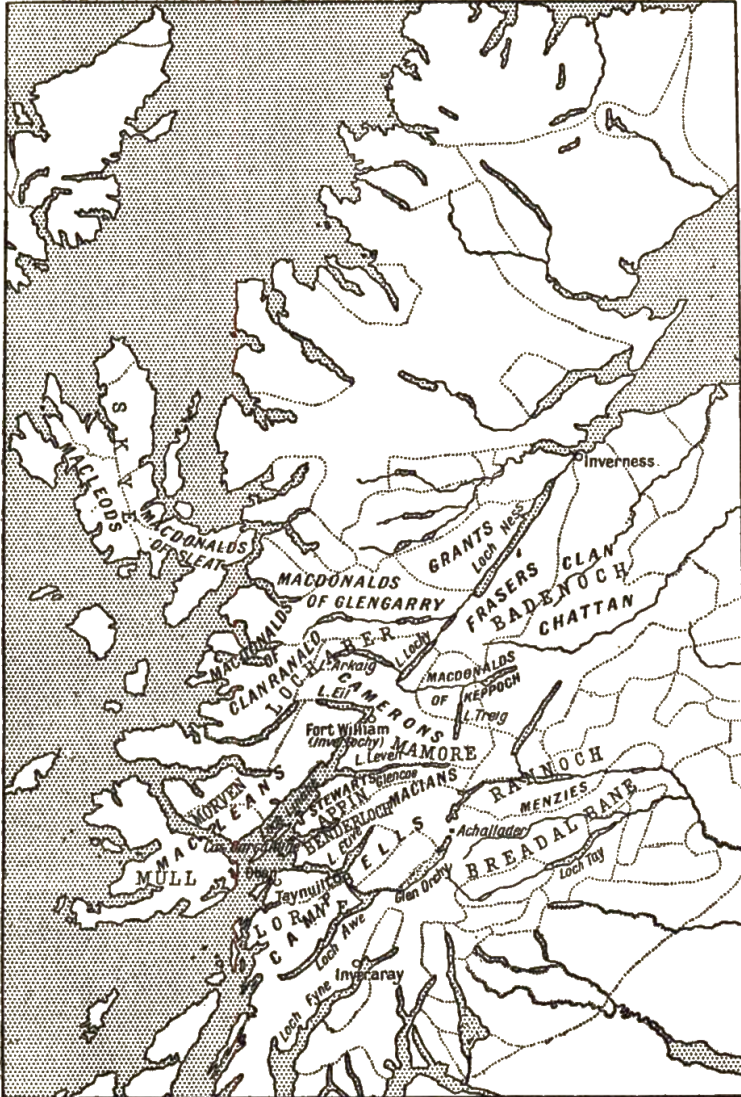 SKYE
MACLEODS
MACDONALDS
OF SLEAT
Inverness
GRANTS
Loch Ness
FRASERS
CLAN
CHATTAN
BADENOCH
MACDONALDS
OF GLENGARRY
MACDONALDS
OF
CLANRANALD
LOCHABER
L. Arkaig
L. Lochy
MACDONALDS
OF KEPPOCH
L. Treig
CAMERONS
L. Eil
Fort William
(Inverlochy)
MAMORE
L. Leven
RANNOCH
STEWARTS
APPIN
Glencoe
MACIANS
BENDERLOCH
MENZIES
MORVEN
MACLEANS
MULL
L. Etive
Achallader
BREADALBANE
Loch Tay
Glen Orchy
Taynuilt
LORN
CAMPBELLS
Loch Awe
Inveraray
Loch Fyne